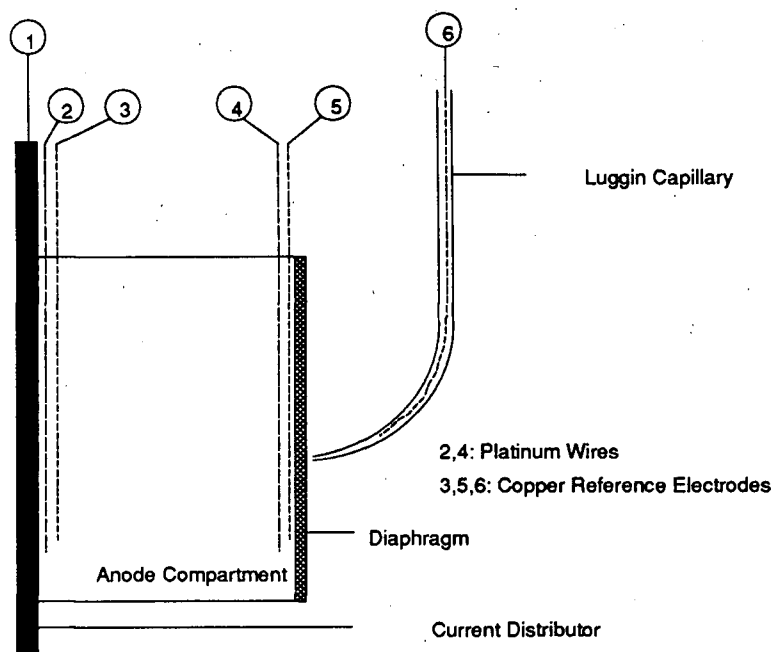 1
2
3
4
5
6
Luggin Capillary
2,4: Platinum Wires
3,5,6: Copper Reference Electrodes
Diaphragm
Anode Compartment
Current Distributor